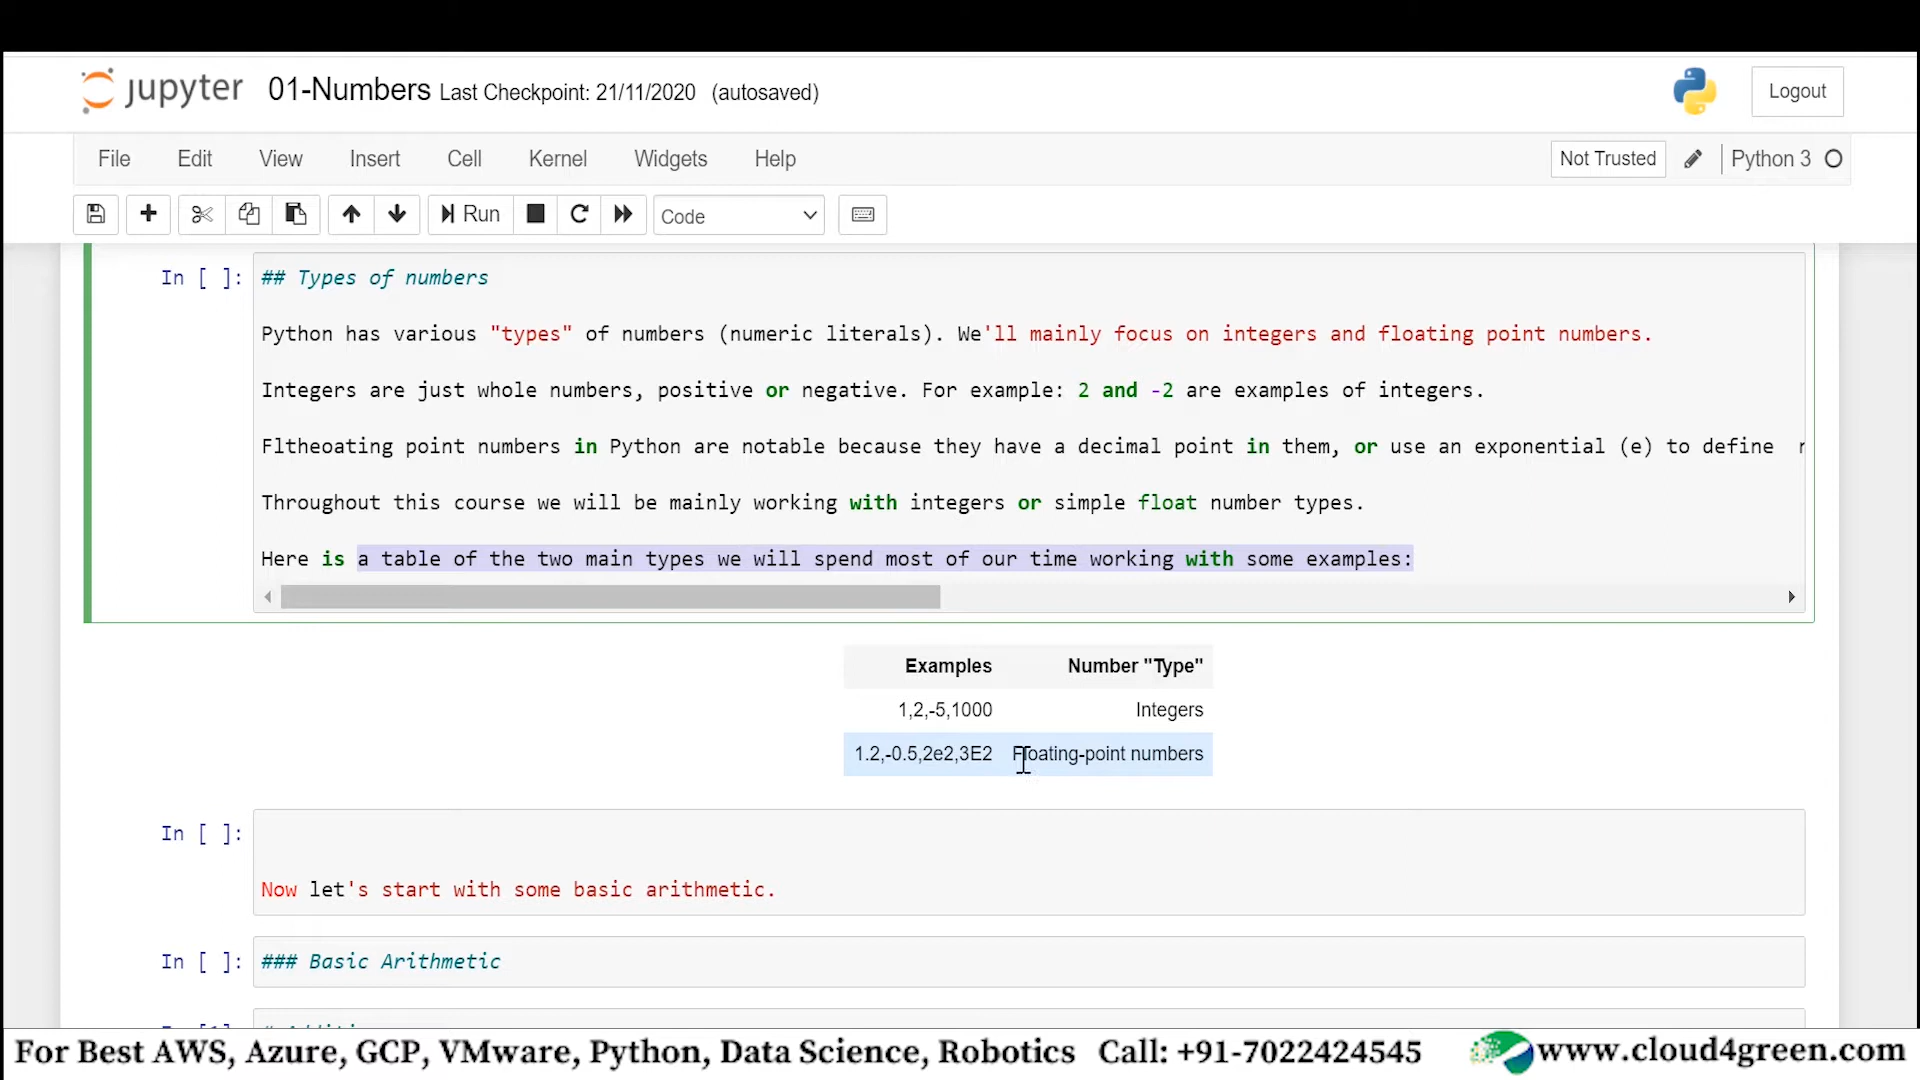 jupyter 01-Numbers Last Checkpoint: 21/11/2020 (autosaved) Logout
File Edit View Insert Cell Kernel Widgets Help Not Trusted Python 3
Run Code
In [ ]: ## Types of numbers
Python has various "types" of numbers (numeric literals). We'll mainly focus on integers and floating point numbers.
Integers are just whole numbers, positive or negative. For example: 2 and -2 are examples of integers.
Fltheoating point numbers in Python are notable because they have a decimal point in them, or use an exponential (e) to define
Throughout this course we will be mainly working with integers or simple float number types.
Here is a table of the two main types we will spend most of our time working with some examples:
Examples Number "Type"
1,2,-5,1000 Integers
1.2,-0.5,2e2,3E2 Floating-point numbers
In [ ]:
Now let's start with some basic arithmetic.
In [ ]: ### Basic Arithmetic
For Best AWS, Azure, GCP, VMware, Python, Data Science, Robotics Call: +91-7022424545 www.cloud4green.com